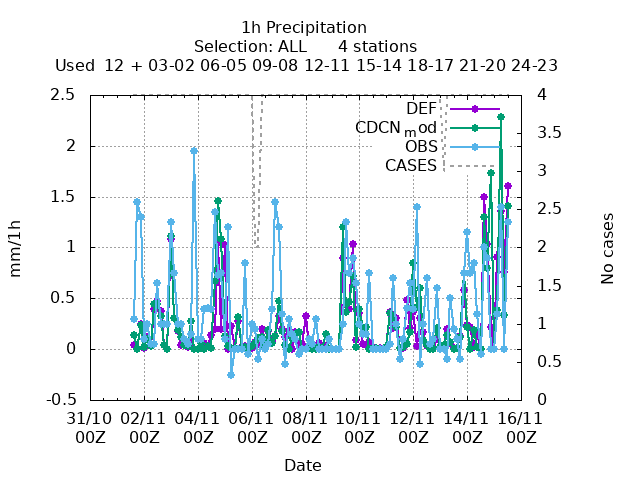 1h Precipitation
Selection: ALL      4 stations
Used  12 + 03-02 06-05 09-08 12-11 15-14 18-17 21-20 24-23
2.5
2
1.5
1
0.5
0
-0.5
mm/1h
4
3.5
3
2.5
2
1.5
1
0.5
0
No cases
DEF
CDCN_mod
OBS
CASES
31/10 02/11 04/11 06/11 08/11 10/11 12/11 14/11 16/11
00Z 00Z 00Z 00Z 00Z 00Z 00Z 00Z 00Z
Date